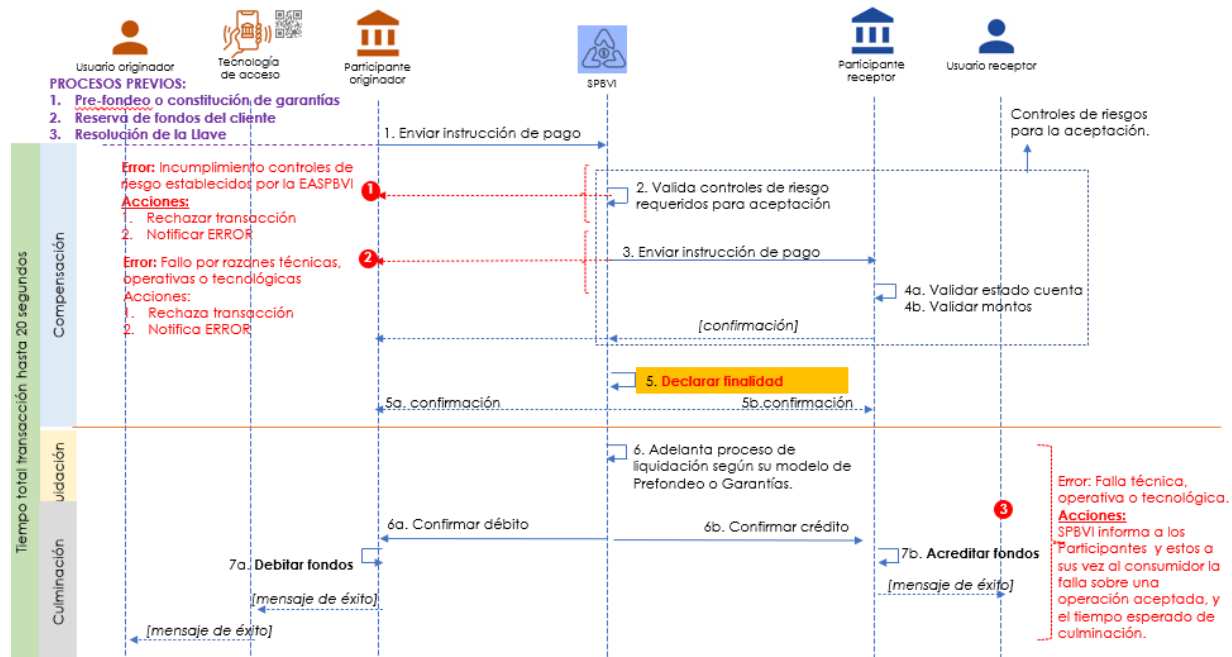 Usuario originador
Tecnología
de acceso
Participante
originador
SPBVI
Participante
receptor
Usuario receptor
PROCESOS PREVIOS:
1. Pre-fondeo o constitución de garantías
2. Reserva de fondos del cliente
3. Resolución de la Llave
Controles de riesgos
para la aceptación.
1. Enviar instrucción de pago
Tiempo total transacción hasta 20 segundos
Compensación
Error: Incumplimiento controles de
riesgo establecidos por la EASPBVI
Acciones:
1. Rechazar transacción
2. Notificar ERROR
1
2. Valida controles de riesgo
requeridos para aceptación
Error: Fallo por razones técnicas,
operativas o tecnológicas
Acciones:
1. Rechaza transacción
2. Notifica ERROR
2
3. Enviar instrucción de pago
4a. Validar estado cuenta
4b. Validar montos
[confirmación]
5. Declarar finalidad
5a. confirmación
5b.confirmación
uidación
6. Adelanta proceso de
liquidación según su modelo de
Prefondeo o Garantías.
Culminación
6a. Confirmar débito
6b. Confirmar crédito
3
Error: Falla técnica,
operativa o tecnológica.
Acciones:
SPBVI informa a los
Participantes y estos a
sus vez al consumidor la
falla sobre una
operación aceptada, y
el tiempo esperado de
culminación.
7a. Debitar fondos
7b. Acreditar fondos
[mensaje de éxito]
[mensaje de éxito]
[mensaje de éxito]